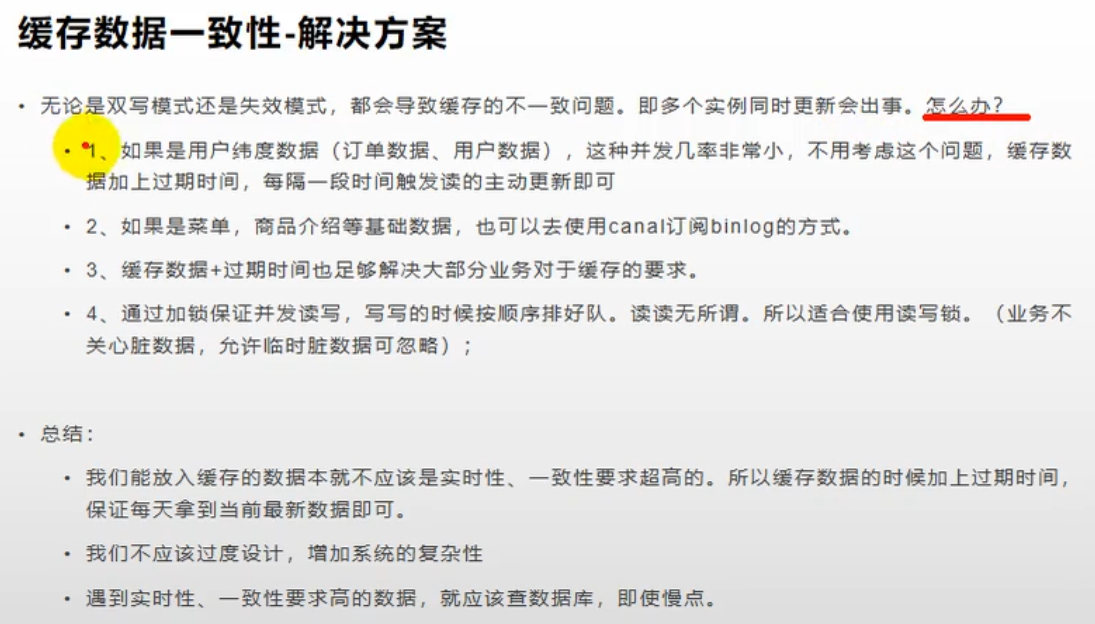 缓存数据一致性-解决方案
• 无论是双写模式还是失效模式，都会导致缓存的不一致问题。即多个实例同时更新会出事。怎么办？
• 1、如果是用户纬度数据（订单数据、用户数据），这种并发几率非常小，不用考虑这个问题，缓存数
据加上过期时间，每隔一段时间触发读的主动更新即可
• 2、如果是菜单，商品介绍等基础数据，也可以去使用canal订阅binlog的方式。
• 3、缓存数据+过期时间也足够解决大部分业务对于缓存的要求。
• 4、通过加锁保证并发读写，写写的时候按顺序排好队。读读无所谓。所以适合使用读写锁。（业务不
关心脏数据，允许临时脏数据可忽略）；
• 总结：
• 我们能放入缓存的数据本就不应该是实时性、一致性要求超高的。所以缓存数据的时候加上过期时间，
保证每天拿到当前最新数据即可。
• 我们不应该过度设计，增加系统的复杂性
• 遇到实时性、一致性要求高的数据，就应该查数据库，即使慢点。